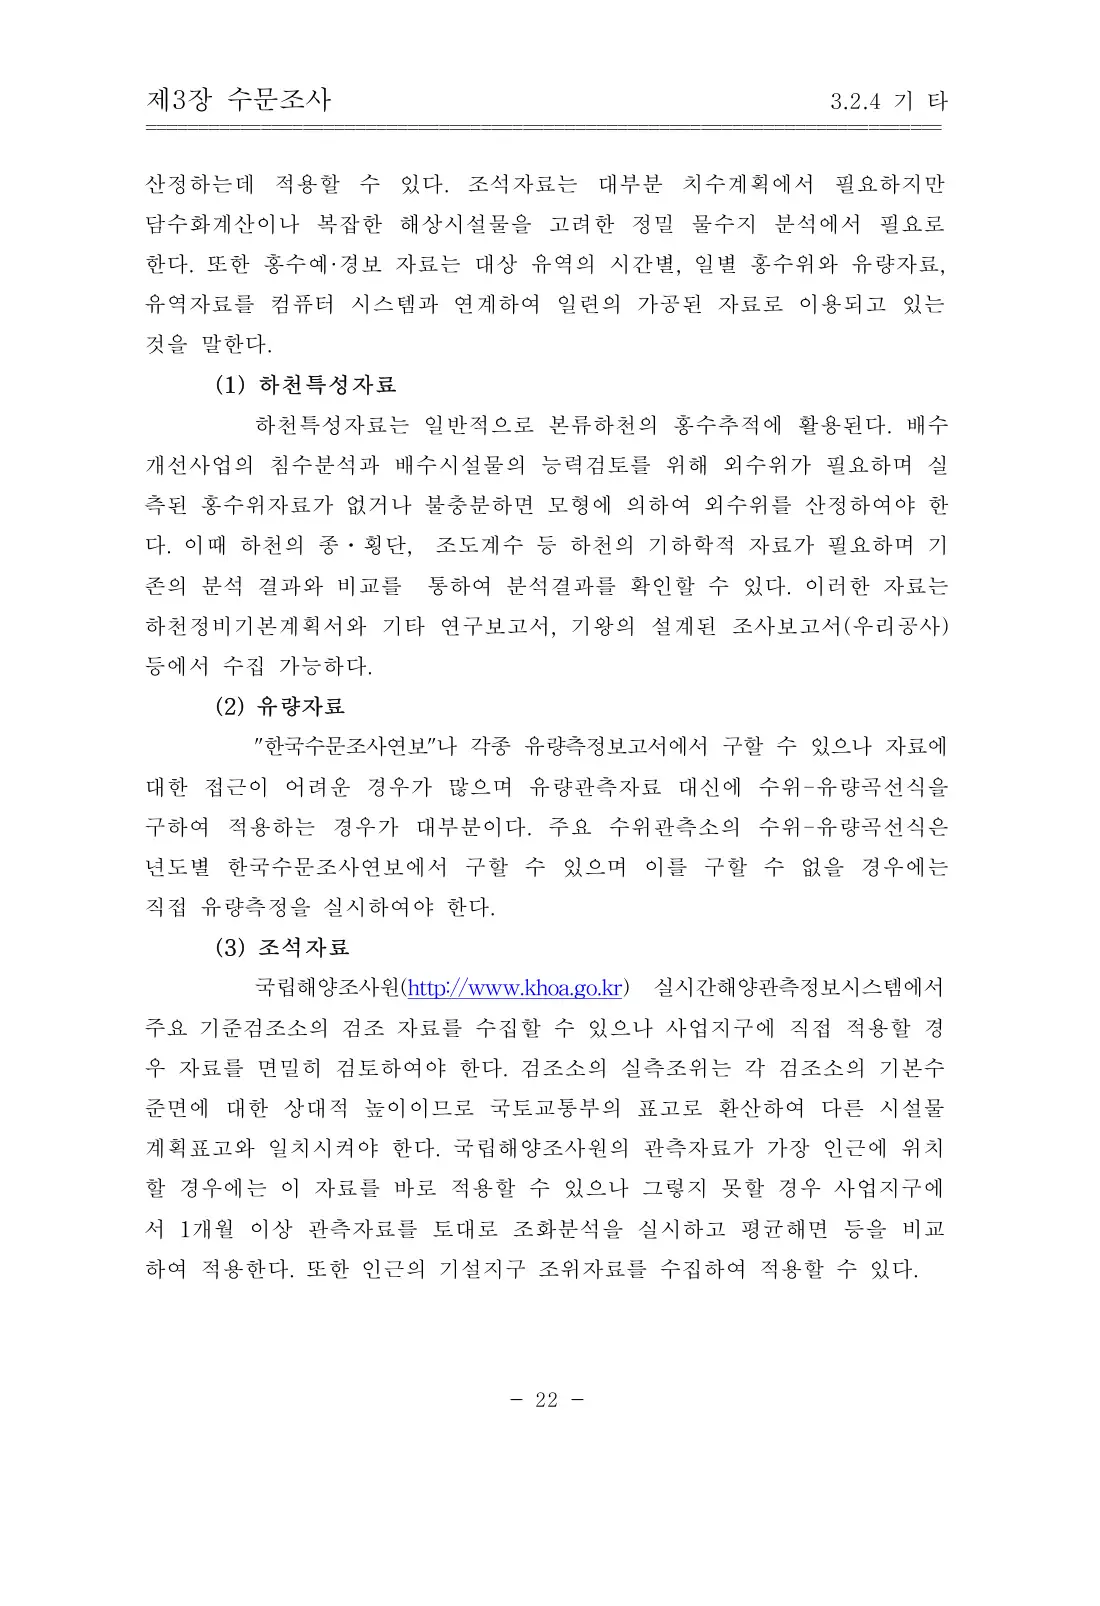 제3장 수문조사 3.2.4 기 타
산정하는데 적용할 수 있다. 조석자료는 대부분 치수계획에서 필요하지만
담수화계산이나 복잡한 해상시설물을 고려한 정밀 물수지 분석에서 필요로
한다. 또한 홍수예·경보 자료는 대상 유역의 시간별, 일별 홍수위와 유량자료,
유역자료를 컴퓨터 시스템과 연계하여 일련의 가공된 자료로 이용되고 있는
것을 말한다.
(1) 하천특성자료
하천특성자료는 일반적으로 본류하천의 홍수추적에 활용된다. 배수
개선사업의 침수분석과 배수시설물의 능력검토를 위해 외수위가 필요하며 실
측된 홍수위자료가 없거나 불충분하면 모형에 의하여 외수위를 산정하여야 한
다. 이때 하천의 종·횡단, 조도계수 등 하천의 기하학적 자료가 필요하며 기
존의 분석 결과와 비교를 통하여 분석결과를 확인할 수 있다. 이러한 자료는
하천정비기본계획서와 기타 연구보고서, 기왕의 설계된 조사보고서(우리공사)
등에서 수집 가능하다.
(2) 유량자료
"한국수문조사연보"나 각종 유량측정보고서에서 구할 수 있으나 자료에
대한 접근이 어려운 경우가 많으며 유량관측자료 대신에 수위-유량곡선식을
구하여 적용하는 경우가 대부분이다. 주요 수위관측소의 수위-유량곡선식은
년도별 한국수문조사연보에서 구할 수 있으며 이를 구할 수 없을 경우에는
직접 유량측정을 실시하여야 한다.
(3) 조석자료
국립해양조사원(http://www.khoa.go.kr) 실시간해양관측정보시스템에서
주요 기준검조소의 검조 자료를 수집할 수 있으나 사업지구에 직접 적용할 경
우 자료를 면밀히 검토하여야 한다. 검조소의 실측조위는 각 검조소의 기본수
준면에 대한 상대적 높이이므로 국토교통부의 표고로 환산하여 다른 시설물
계획표고와 일치시켜야 한다. 국립해양조사원의 관측자료가 가장 인근에 위치
할 경우에는 이 자료를 바로 적용할 수 있으나 그렇지 못할 경우 사업지구에
서 1개월 이상 관측자료를 토대로 조화분석을 실시하고 평균해면 등을 비교
하여 적용한다. 또한 인근의 기설지구 조위자료를 수집하여 적용할 수 있다.
- 22 -